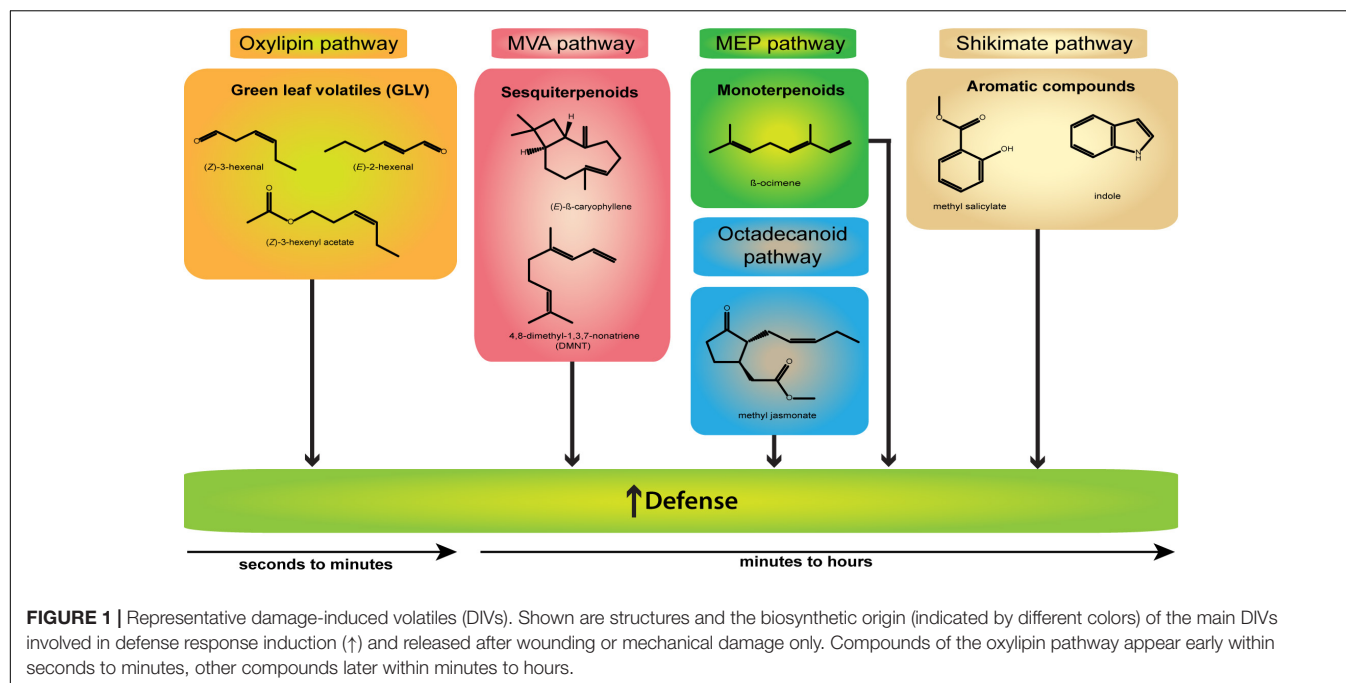 Oxylipin pathway
Green leaf volatiles (GLV)
O
(Z)-3-hexenal
O
(E)-2-hexenal
O
O
(Z)-3-hexenyl acetate
MVA pathway
Sesquiterpenoids
H
H
(E)-ß-caryophyllene
4,8-dimethyl-1,3,7-nonatriene
(DMNT)
MEP pathway
Monoterpenoids
ß-ocimene
Octadecanoid
pathway
O
O
O
methyl jasmonate
Shikimate pathway
Aromatic compounds
O
O
OH
methyl salicylate
N
H
indole
↑Defense
seconds to minutes
minutes to hours
FIGURE 1 | Representative damage-induced volatiles (DIVs). Shown are structures and the biosynthetic origin (indicated by different colors) of the main DIVs
involved in defense response induction (↑) and released after wounding or mechanical damage only. Compounds of the oxylipin pathway appear early within
seconds to minutes, other compounds later within minutes to hours.